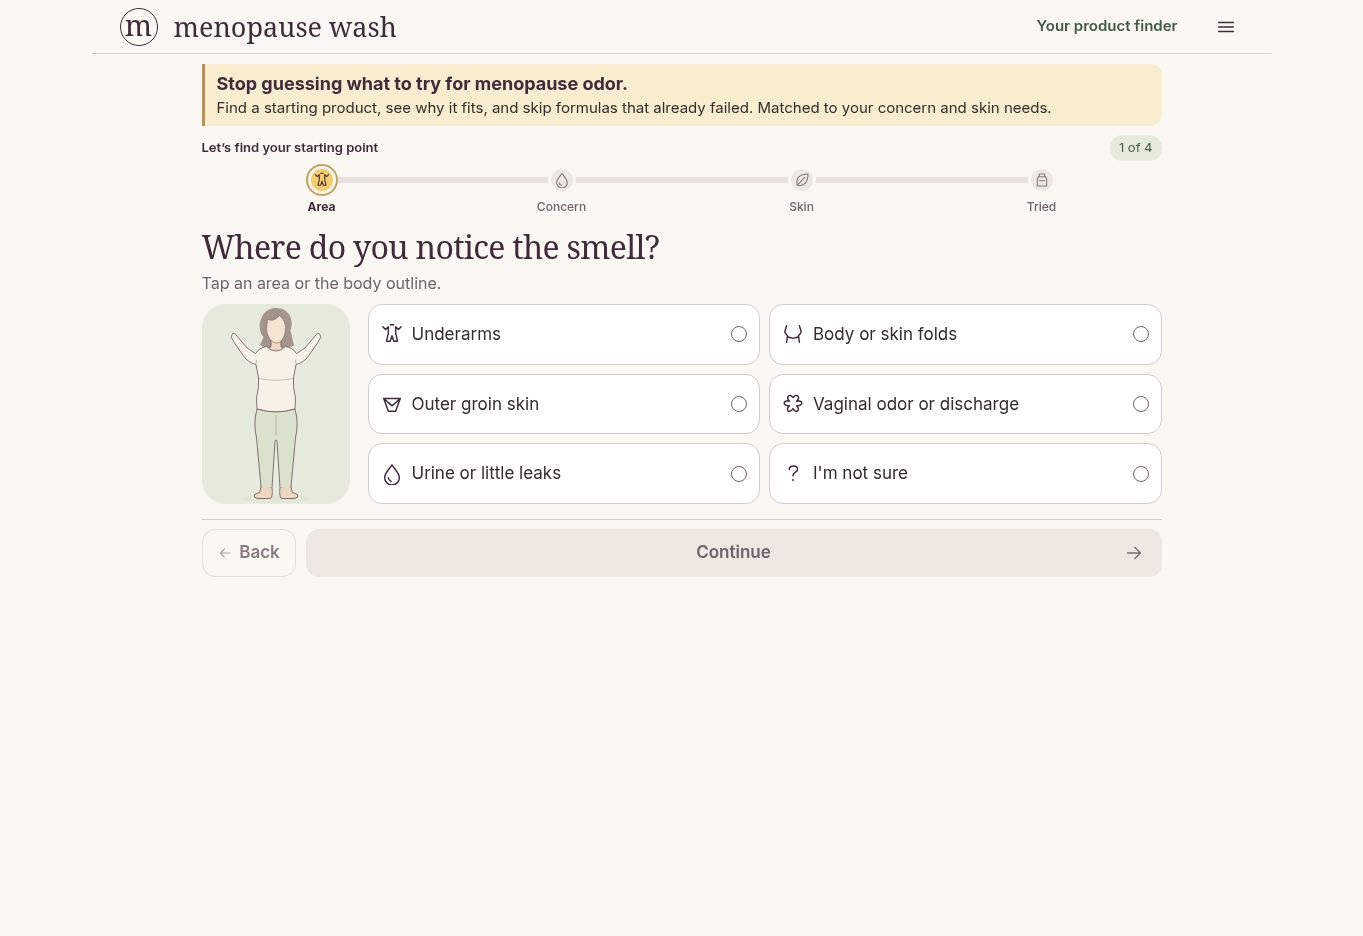 m menopause wash
Your product finder
Stop guessing what to try for menopause odor.
Find a starting product, see why it fits, and skip formulas that already failed. Matched to your concern and skin needs.
Let’s find your starting point
1 of 4
Area
Concern
Skin
Tried
Where do you notice the smell?
Tap an area or the body outline.
Underarms
Body or skin folds
Outer groin skin
Vaginal odor or discharge
Urine or little leaks
I'm not sure
← Back
Continue →